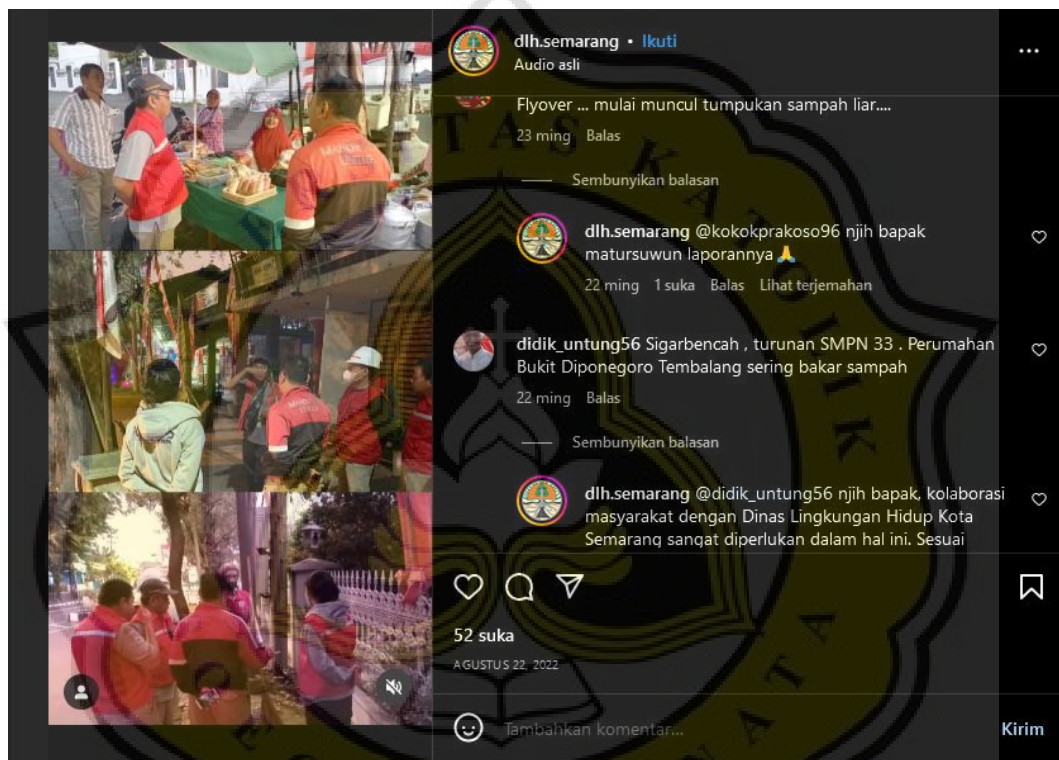 dlh.semarang • Ikuti
Audio asli
Flyover ... mulai muncul tumpukan sampah liar....
23 ming Balas
Sembunyikan balasan
dlh.semarang @kokokprakoso96 njih bapak
matursuwun laporannya 🙏
22 ming 1 suka Balas Lihat terjemahan
didik_untung56 Sigarbencah , turunan SMPN 33 . Perumahan
Bukit Diponegoro Tembalang sering bakar sampah
22 ming Balas
Sembunyikan balasan
dlh.semarang @didik_untung56 njih bapak, kolaborasi
masyarakat dengan Dinas Lingkungan Hidup Kota
Semarang sangat diperlukan dalam hal ini. Sesuai
52 suka
AGUSTUS 22, 2022
Tambahkan komentar...
Kirim